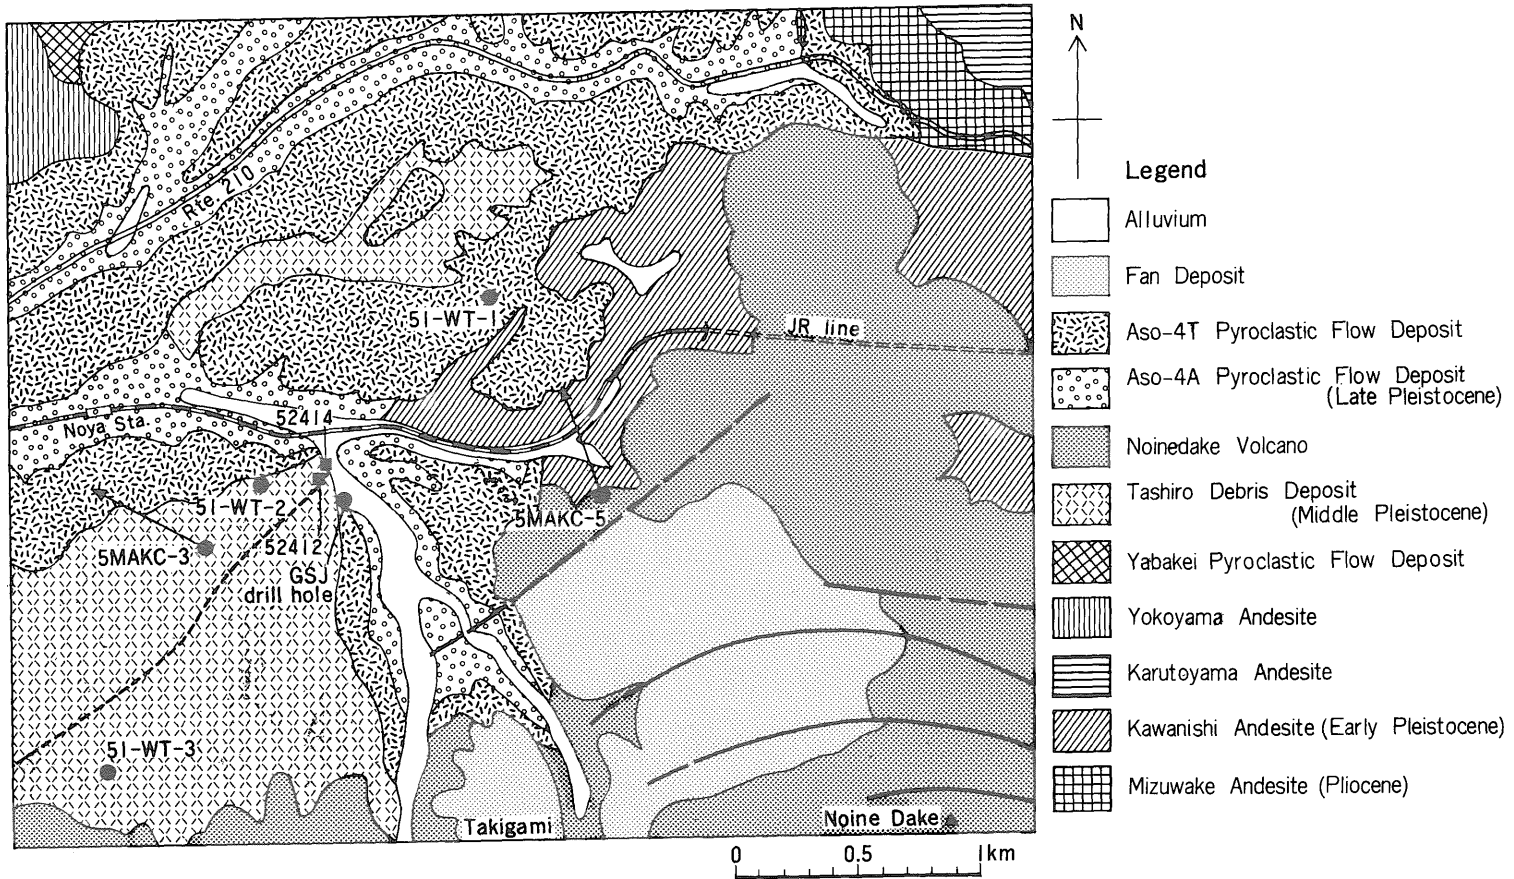 Rte 210
51-WT-1
JR line
Noya Sta.
52414
51-WT-2
5MAKC-5
5MAKC-3
52412
GSJ
drill hole
51-WT-3
Takigami
Noine Dake
0 0.5 1km
N
Legend
Alluvium
Fan Deposit
Aso-4T Pyroclastic Flow Deposit
Aso-4A Pyroclastic Flow Deposit
(Late Pleistocene)
Noinedake Volcano
Tashiro Debris Deposit
(Middle Pleistocene)
Yabakei Pyroclastic Flow Deposit
Yokoyama Andesite
Karutoyama Andesite
Kawanishi Andesite (Early Pleistocene)
Mizuwake Andesite (Pliocene)